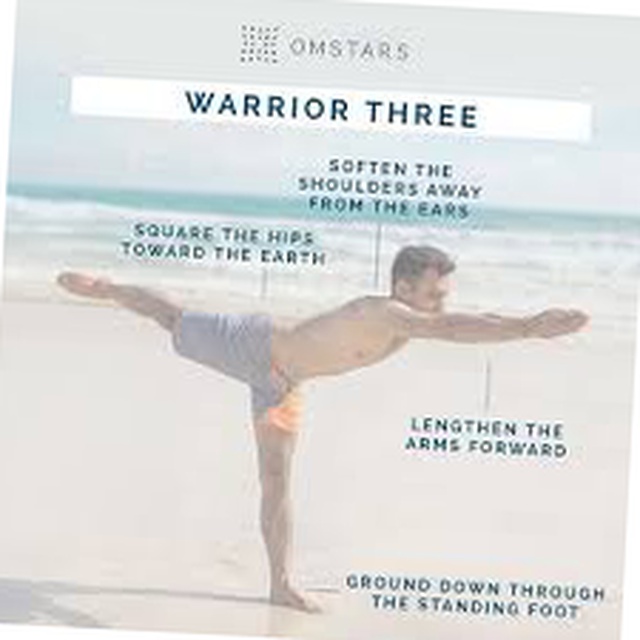 OMSTARS
WARRIOR THREE
SOFTEN THE
SHOULDERS AWAY
FROM THE EARS
SQUARE THE HIPS
TOWARD THE EARTH
LENGTHEN THE
ARMS FORWARD
GROUND DOWN THROUGH
THE STANDING FOOT